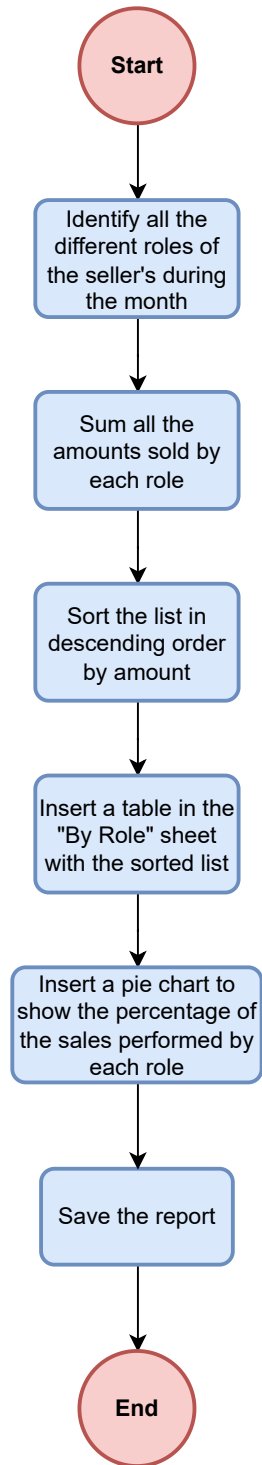 Start
Identify all the
different roles of
the seller's during
the month
Sum all the
amounts sold by
each role
Sort the list in
descending order
by amount
Insert a table in the
"By Role" sheet
with the sorted list
Insert a pie chart to
show the percentage of
the sales performed by
each role
Save the report
End